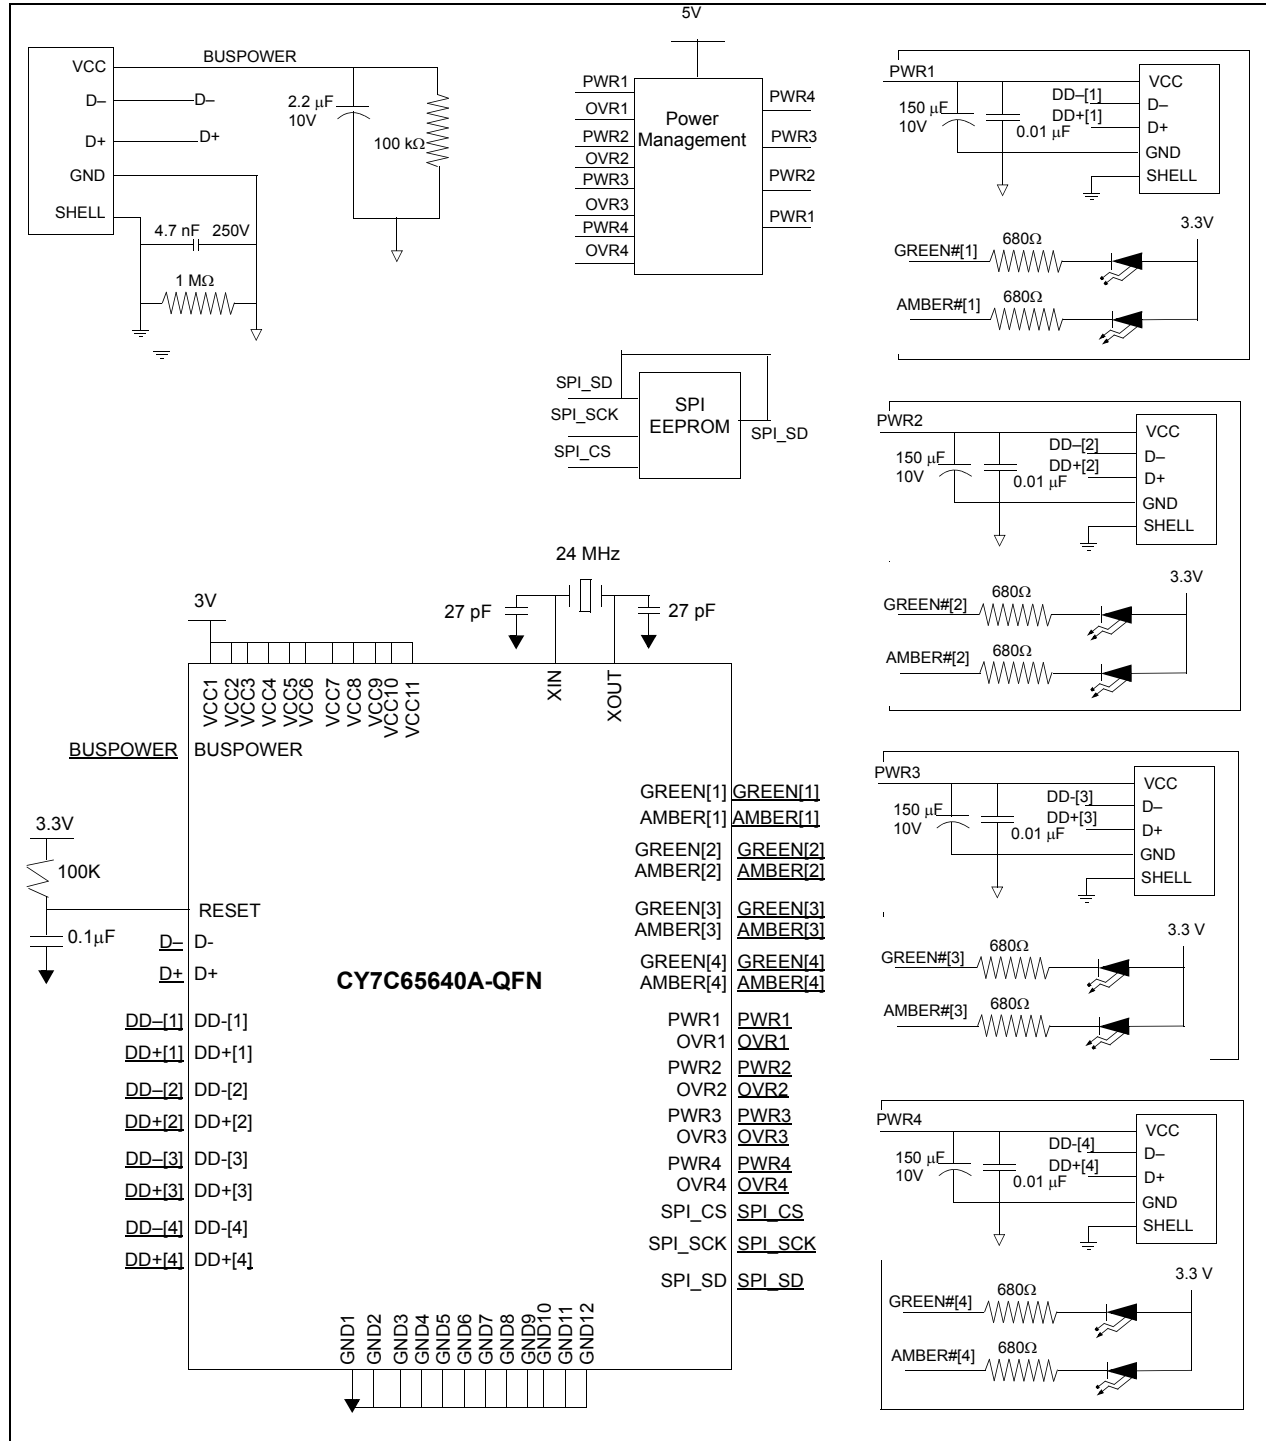 VCC
D–
D+
GND
SHELL
BUSPOWER
D–
D+
2.2 μF
10V
100 kΩ
4.7 nF 250V
1 MΩ
5V
PWR1
OVR1
PWR2
OVR2
PWR3
OVR3
PWR4
OVR4
Power
Management
PWR4
PWR3
PWR2
PWR1
SPI_SD
SPI_SCK
SPI_CS
SPI
EEPROM
SPI_SD
PWR1
150 μF
10V
0.01 μF
DD–[1]
DD+[1]
VCC
D–
D+
GND
SHELL
3.3V
GREEN#[1]
680Ω
AMBER#[1]
680Ω
PWR2
150 μF
10V
0.01 μF
DD–[2]
DD+[2]
VCC
D–
D+
GND
SHELL
3.3V
GREEN#[2]
680Ω
AMBER#[2]
680Ω
PWR3
150 μF
10V
0.01 μF
DD-[3]
DD+[3]
VCC
D–
D+
GND
SHELL
3.3 V
GREEN#[3]
680Ω
AMBER#[3]
680Ω
PWR4
150 μF
10V
0.01 μF
DD-[4]
DD+[4]
VCC
D–
D+
GND
SHELL
3.3 V
GREEN#[4]
680Ω
AMBER#[4]
680Ω
24 MHz
27 pF
27 pF
3V
VCC1
VCC2
VCC3
VCC4
VCC5
VCC6
VCC7
VCC8
VCC9
VCC10
VCC11
XIN
XOUT
BUSPOWER BUSPOWER
3.3V
100K
RESET
0.1μF
D– D-
D+ D+
CY7C65640A-QFN
DD–[1] DD-[1]
DD+[1] DD+[1]
DD–[2] DD-[2]
DD+[2] DD+[2]
DD–[3] DD-[3]
DD+[3] DD+[3]
DD–[4] DD-[4]
DD+[4] DD+[4]
GREEN[1] GREEN[1]
AMBER[1] AMBER[1]
GREEN[2] GREEN[2]
AMBER[2] AMBER[2]
GREEN[3] GREEN[3]
AMBER[3] AMBER[3]
GREEN[4] GREEN[4]
AMBER[4] AMBER[4]
PWR1 PWR1
OVR1 OVR1
PWR2 PWR2
OVR2 OVR2
PWR3 PWR3
OVR3 OVR3
PWR4 PWR4
OVR4 OVR4
SPI_CS SPI_CS
SPI_SCK SPI_SCK
SPI_SD SPI_SD
GND1
GND2
GND3
GND4
GND5
GND6
GND7
GND8
GND9
GND10
GND11
GND12